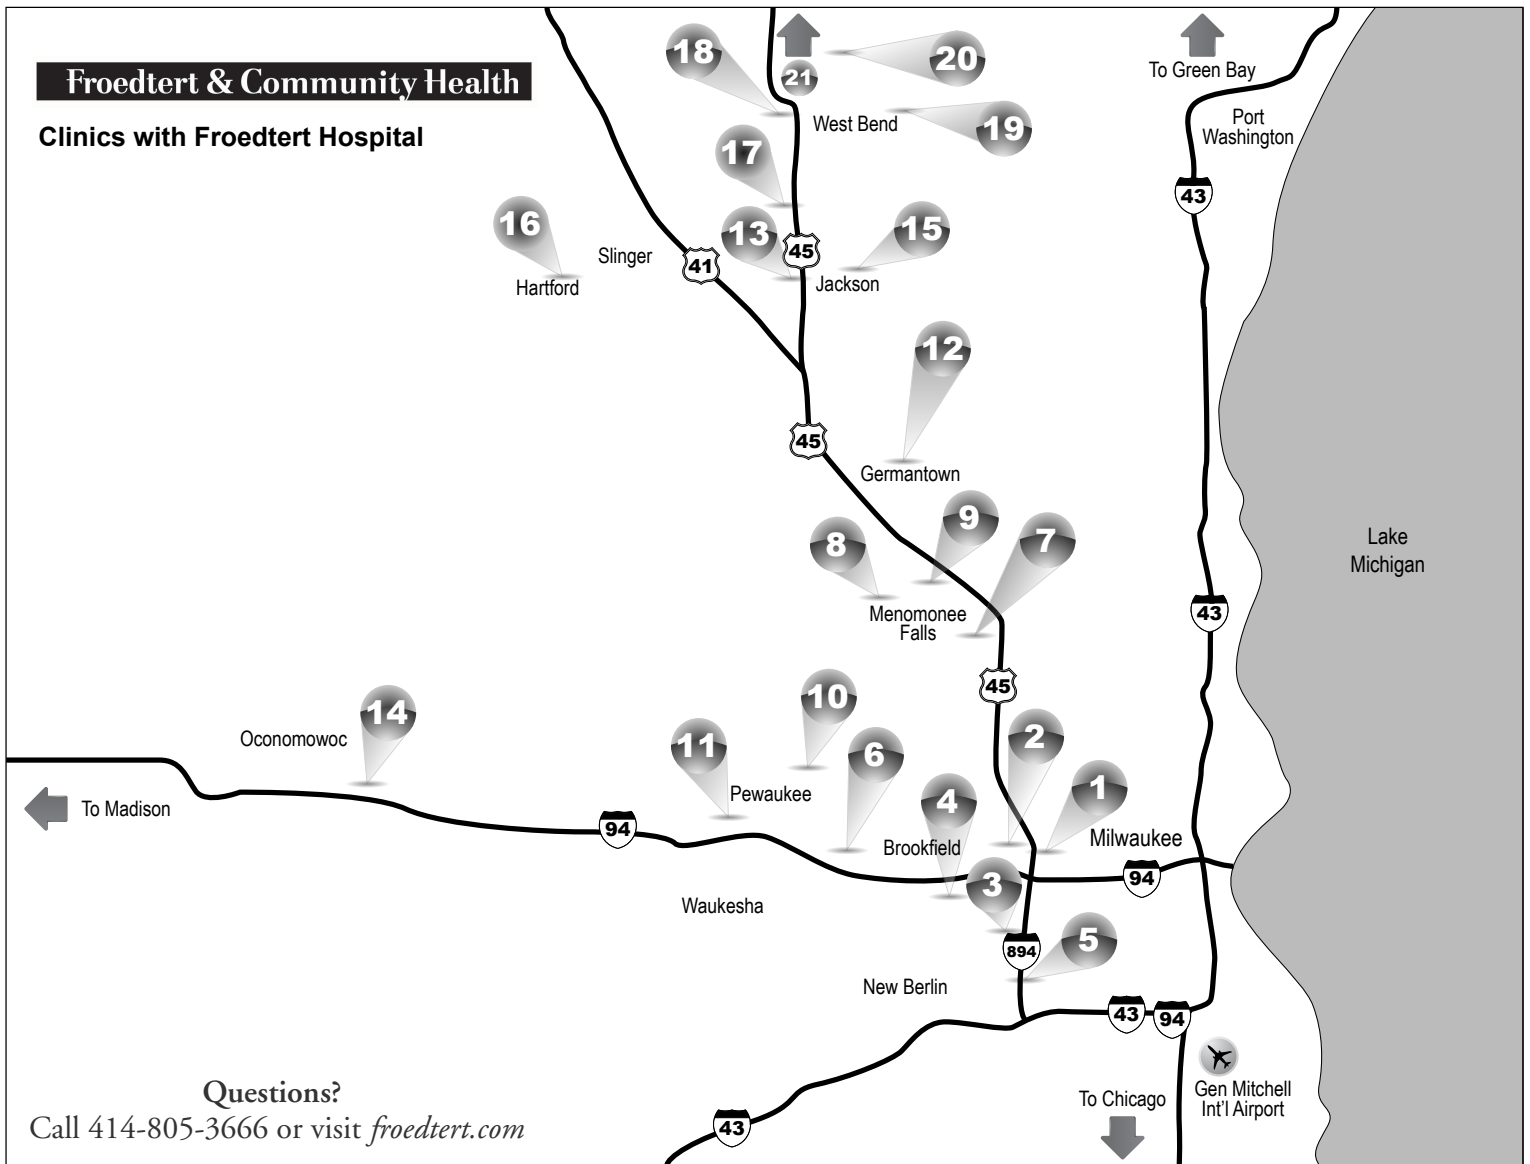 Froedtert & Community Health
Clinics with Froedtert Hospital
18
21
20
To Green Bay
West Bend
19
Port
Washington
17
43
16
Slinger
13
45
15
41
Hartford
Jackson
12
45
Germantown
9
8
7
Lake
Michigan
Menomonee
Falls
43
45
10
14
Oconomowoc
11
6
2
4
1
Pewaukee
To Madison
94
Brookfield
Milwaukee
3
94
Waukesha
894
5
New Berlin
43
94
Questions?
Call 414-805-3666 or visit froedtert.com
To Chicago
Gen Mitchell
Int'l Airport
43